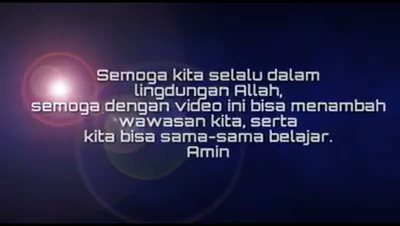 Semoga kita selalu dalam
lingdungan Allah,
semoga dengan video ini bisa menambah
wawasan kita, serta
kita bisa sama-sama belajar.
Amin